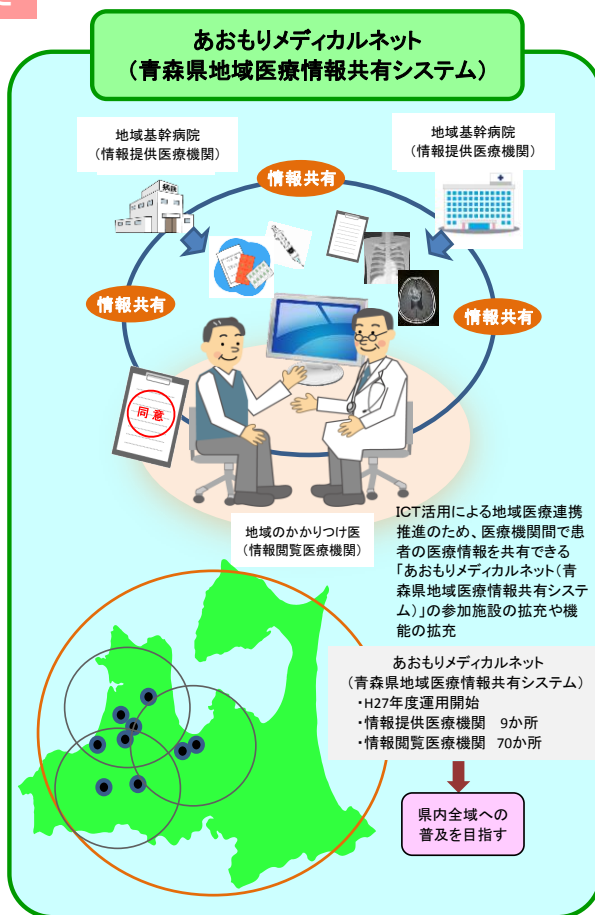 あおもりメディカルネット
（青森県地域医療情報共有システム）
地域基幹病院
（情報提供医療機関）
地域基幹病院
（情報提供医療機関）
情報共有
病院
情報共有
情報共有
同意
地域のかかりつけ医
（情報閲覧医療機関）
ICT活用による地域医療連携
推進のため、医療機関間で患
者の医療情報を共有できる
「あおもりメディカルネット（青
森県地域医療情報共有システ
ム）」の参加施設の拡充や機
能の拡充
あおもりメディカルネット
（青森県地域医療情報共有システム）
・H27年度運用開始
・情報提供医療機関　9か所
・情報閲覧医療機関　70か所
県内全域への
普及を目指す